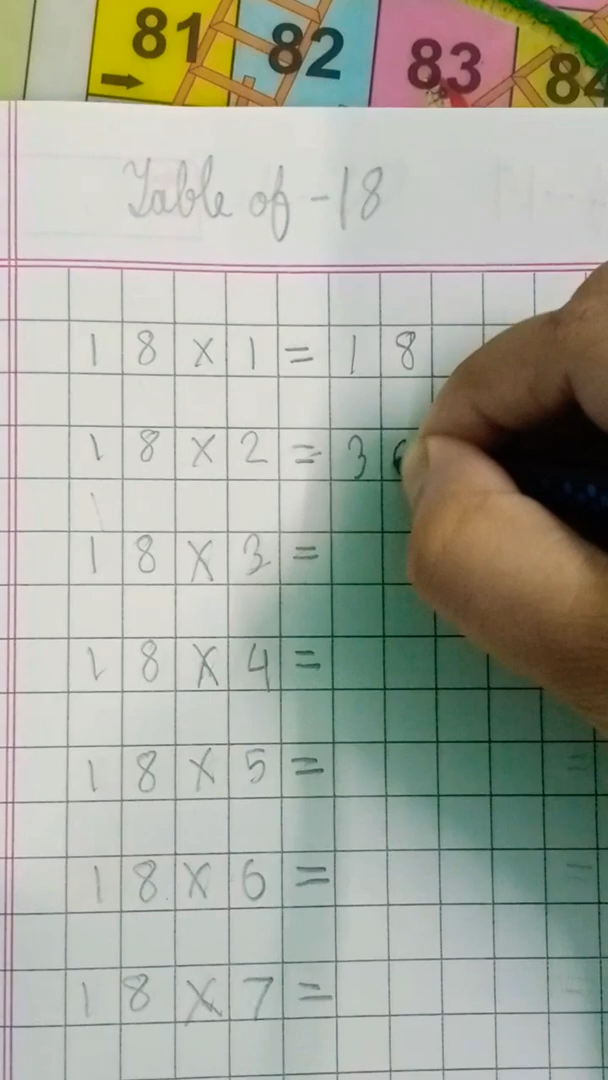 81 82 83 84
Table of -18
18 x 1 = 18
18 x 2 = 3
18 x 3 =
18 x 4 =
18 x 5 =
18 x 6 =
18 x 7 =